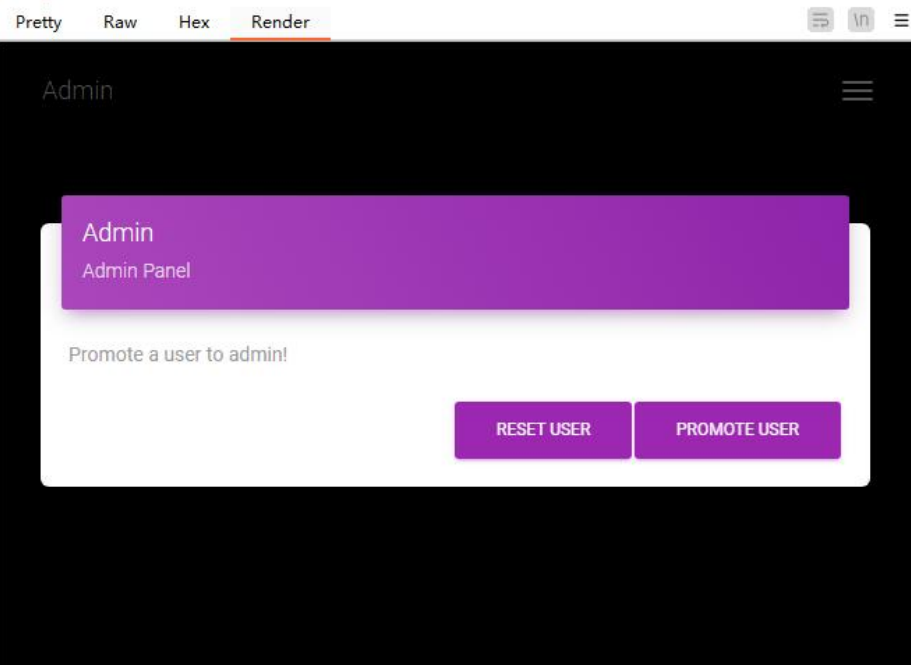 Pretty Raw Hex Render \n
Admin
Admin
Admin Panel
Promote a user to admin!
RESET USER PROMOTE USER